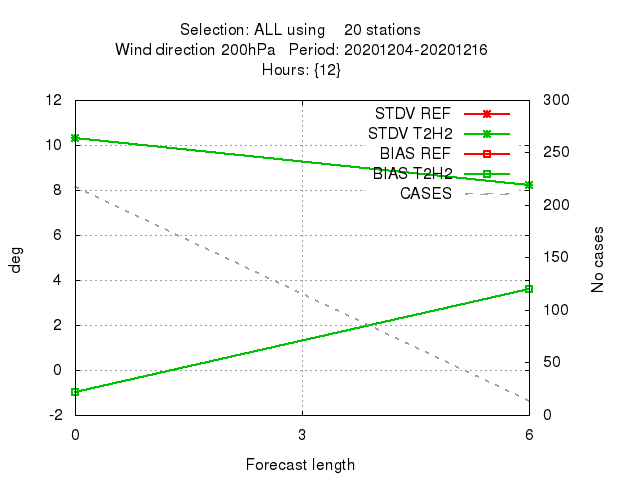 Selection: ALL using 20 stations
Wind direction 200hPa Period: 20201204-20201216
Hours: {12}
12 300
STDV REF
STDV T2H2
10 250
BIAS REF
BIAS T2H2
8 200
CASES
6 150
4 100
2 50
0
-2 0
deg
No cases
0 3 6
Forecast length